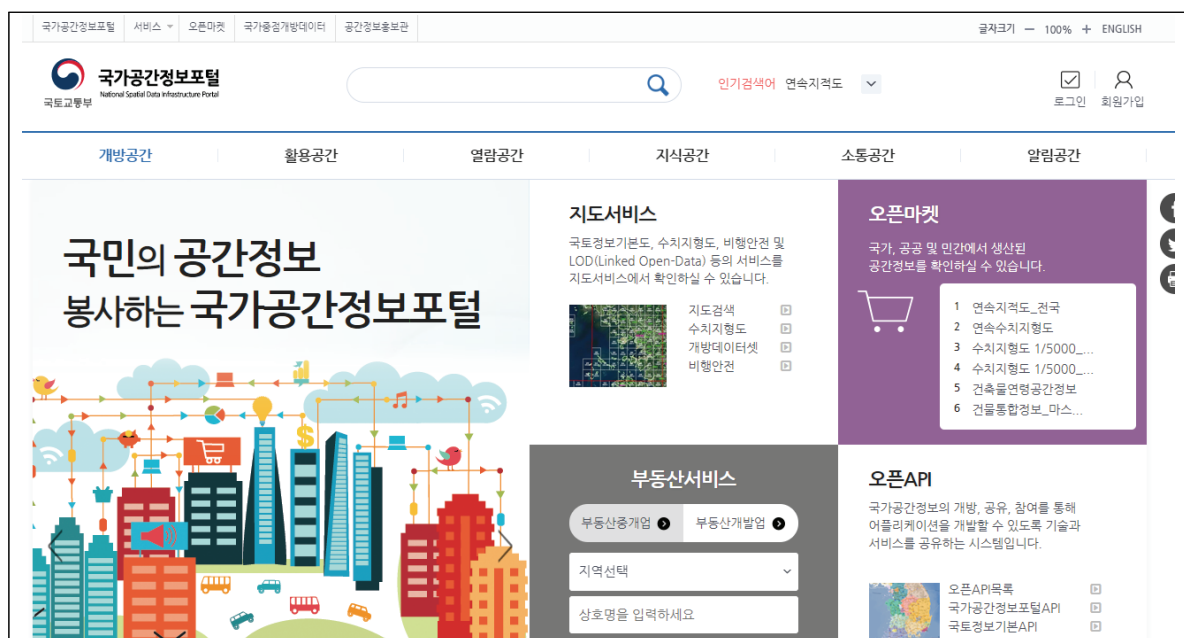 국가공간정보포털 서비스 오픈마켓 국가중점개방데이터 공간정보홍보관
글자크기 — 100% + ENGLISH
국토교통부
국가공간정보포털
National Spatial Data Infrastructure Portal
인기검색어 연속지적도
로그인 회원가입
개방공간 활용공간 열람공간 지식공간 소통공간 알림공간
국민의 공간정보
봉사하는 국가공간정보포털
지도서비스
국토정보기본도, 수치지형도, 비행안전 및
LOD(Linked Open-Data) 등의 서비스를
지도서비스에서 확인하실 수 있습니다.
지도검색
수치지형도
개방데이터셋
비행안전
오픈마켓
국가, 공공 및 민간에서 생산된
공간정보를 확인하실 수 있습니다.
1 연속지적도_전국
2 연속수치지형도
3 수치지형도 1/5000_...
4 수치지형도 1/5000_...
5 건축물연령공간정보
6 건물통합정보_마스...
부동산서비스
부동산중개업 부동산개발업
지역선택
상호명을 입력하세요
오픈API
국가공간정보의 개방, 공유, 참여를 통해
어플리케이션을 개발할 수 있도록 기술과
서비스를 공유하는 시스템입니다.
오픈API목록
국가공간정보포털API
국토정보기본API